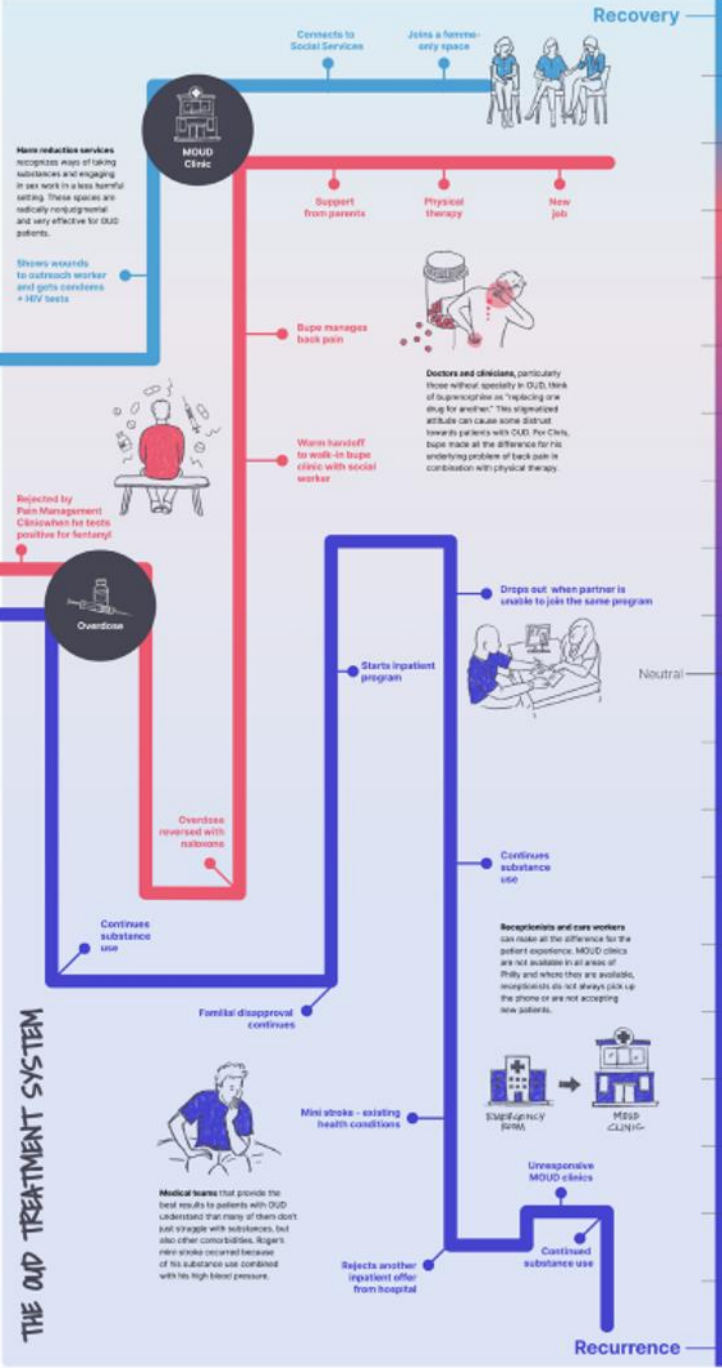 Recovery
Connects to
Social Services
Joins a femme-
only space
MOUD
Clinic
Harm reduction services
recognizes ways of taking
substances and engaging
in sex work in a less harmful
setting. These spaces are
radically nonjudgmental
and very effective for OUD
patients.
Support
from parents
Physical
therapy
New
job
Shows wounds
to outreach worker
and gets condoms
+ HIV tests
Bupe manages
back pain
Doctors and clinicians, particularly
those without specialty in OUD, think
of buprenorphine as "replacing one
drug for another." This stigmatized
attitude can cause some distrust
towards patients with OUD. For Chris,
bupe made all the difference for his
underlying problem of back pain in
combination with physical therapy.
Warm handoff
to walk-in bupe
clinic with social
worker
Rejected by
Pain Management
Clinicwhen he tests
positive for fentanyl
Overdose
Drops out when partner is
unable to join the same program
Starts inpatient
program
Neutral
Overdose
reversed with
naloxone
Continues
substance
use
Continues
substance
use
Receptionists and care workers
can make all the difference for the
patient experience. MOUD clinics
are not available in all areas of
Philly and where they are available,
receptionists do not always pick up
the phone or are not accepting
new patients.
Familial disapproval
continues
EMERGENCY
ROOM
MOUD
CLINIC
Mini stroke - existing
health conditions
Unresponsive
MOUD clinics
Medical teams that provide the
best results to patients with OUD
understand that many of them don't
just struggle with substances, but
also other comorbidities. Roger's
mini stroke occurred because
of his substance use combined
with his high blood pressure.
Rejects another
inpatient offer
from hospital
Continued
substance use
Recurrence
THE OUD TREATMENT SYSTEM